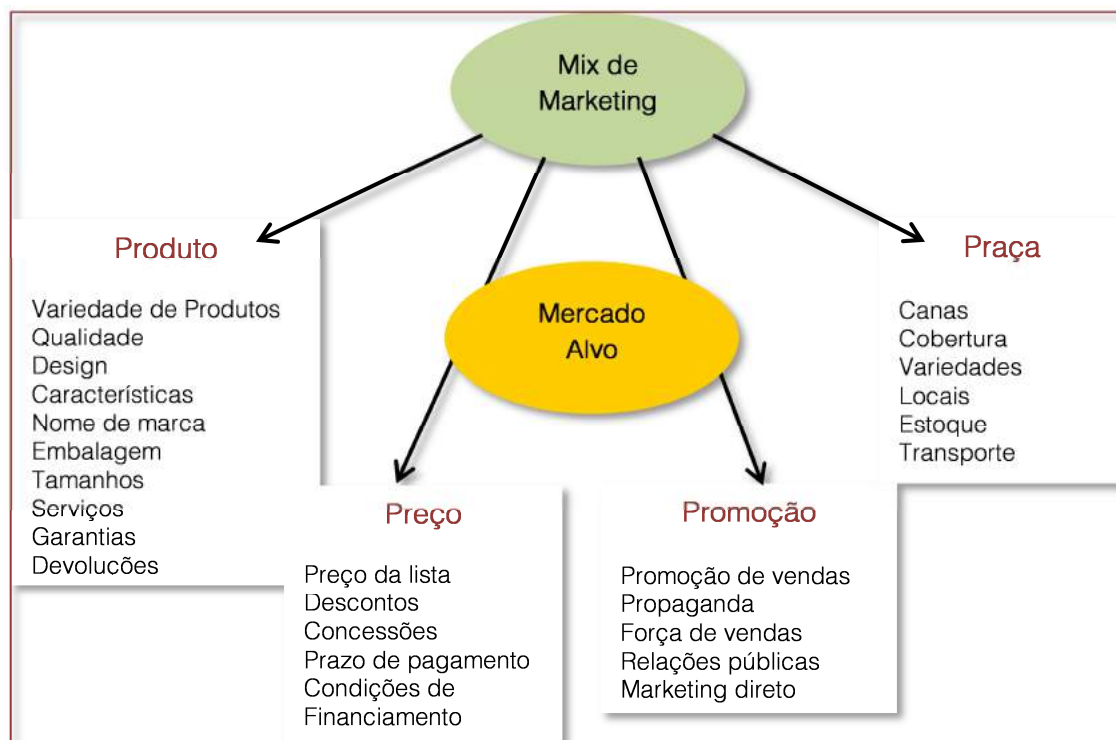 Mix de
Marketing
Produto
Variedade de Produtos
Qualidade
Design
Características
Nome de marca
Embalagem
Tamanhos
Serviços
Garantias
Devolucões
Mercado
Alvo
Praça
Canas
Cobertura
Variedades
Locais
Estoque
Transporte
Preço
Preço da lista
Descontos
Concessões
Prazo de pagamento
Condições de
Financiamento
Promoção
Promoção de vendas
Propaganda
Força de vendas
Relações públicas
Marketing direto